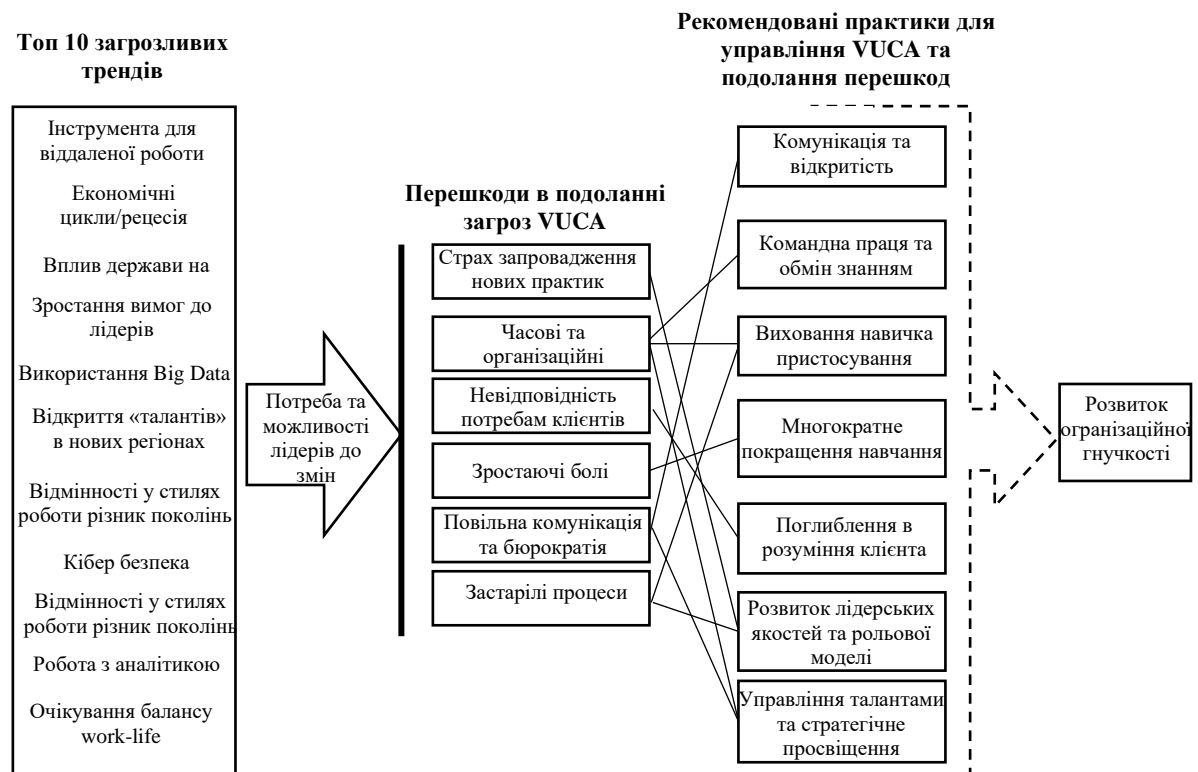 Топ 10 загрозливих
трендів
Інструмента для
віддаленої роботи
Економічні
цикли/рецесія
Вплив держави на
Зростання вимог до
лідерів
Використання Big Data
Відкриття «талантів»
в нових регіонах
Відмінності у стилях
роботи різник поколінь
Кібер безпека
Відмінності у стилях
роботи різник поколінь
Робота з аналітикою
Очікування балансу
work-life
Потреба та
можливості
лідерів до
змін
Перешкоди в подоланні
загроз VUCA
Страх запровадження
нових практик
Часові та
організаційні
Невідповідність
потребам клієнтів
Зростаючі болі
Повільна комунікація
та бюрократія
Застарілі процеси
Рекомендовані практики для
управління VUCA та
подолання перешкод
Комунікація та
відкритість
Командна праця та
обмін знанням
Виховання навичка
пристосування
Многократне
покращення навчання
Поглиблення в
розуміння клієнта
Розвиток лідерських
якостей та рольової
моделі
Управління талантами
та стратегічне
просвіщення
Розвиток
огранізаційної
гнучкості